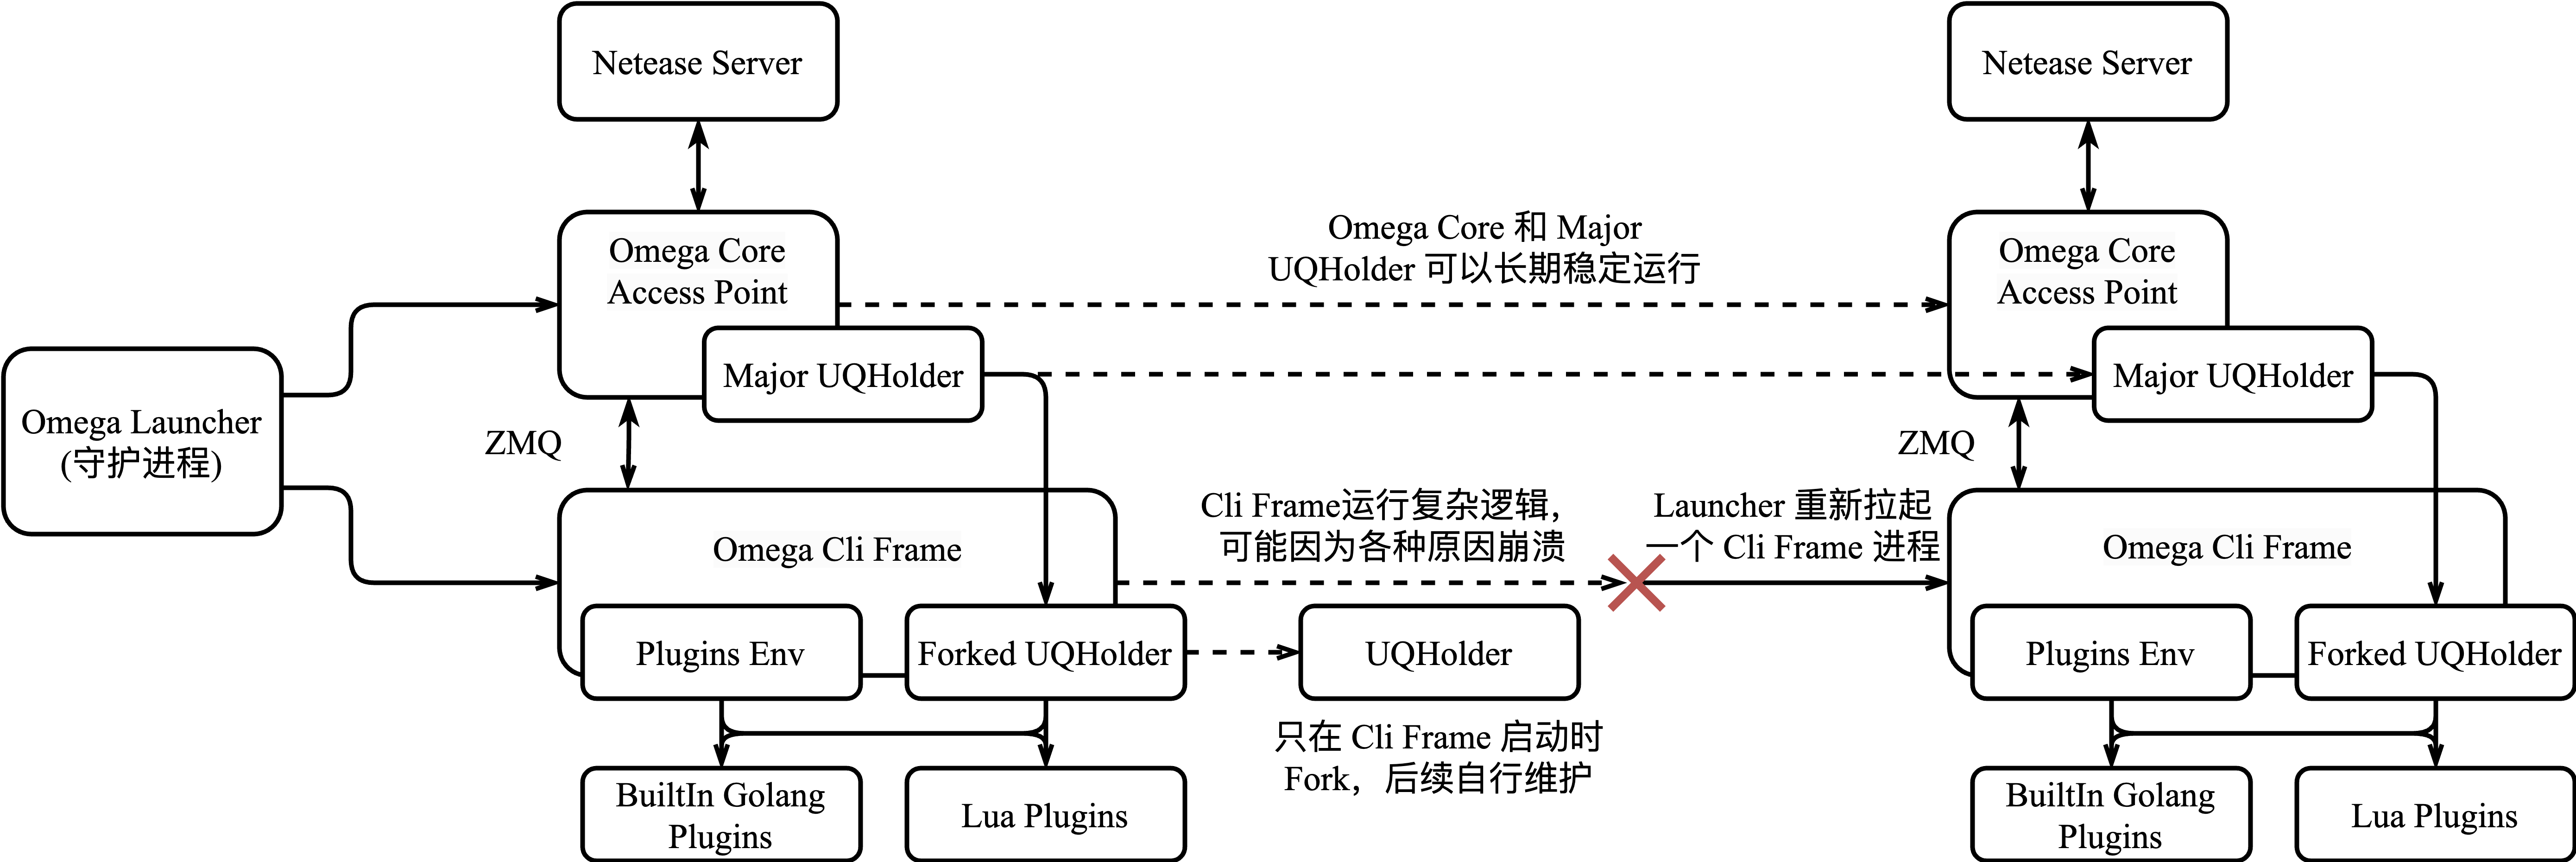 Netease Server
Netease Server
Omega Core
Access Point
Omega Core 和 Major
UQHolder 可以长期稳定运行
Omega Core
Access Point
Major UQHolder
Major UQHolder
Omega Launcher
(守护进程)
ZMQ
ZMQ
Omega Cli Frame
Cli Frame运行复杂逻辑，
可能因为各种原因崩溃
Launcher 重新拉起
一个 Cli Frame 进程
Omega Cli Frame
Plugins Env
Forked UQHolder
UQHolder
Plugins Env
Forked UQHolder
只在 Cli Frame 启动时
Fork，后续自行维护
BuiltIn Golang
Plugins
Lua Plugins
BuiltIn Golang
Plugins
Lua Plugins